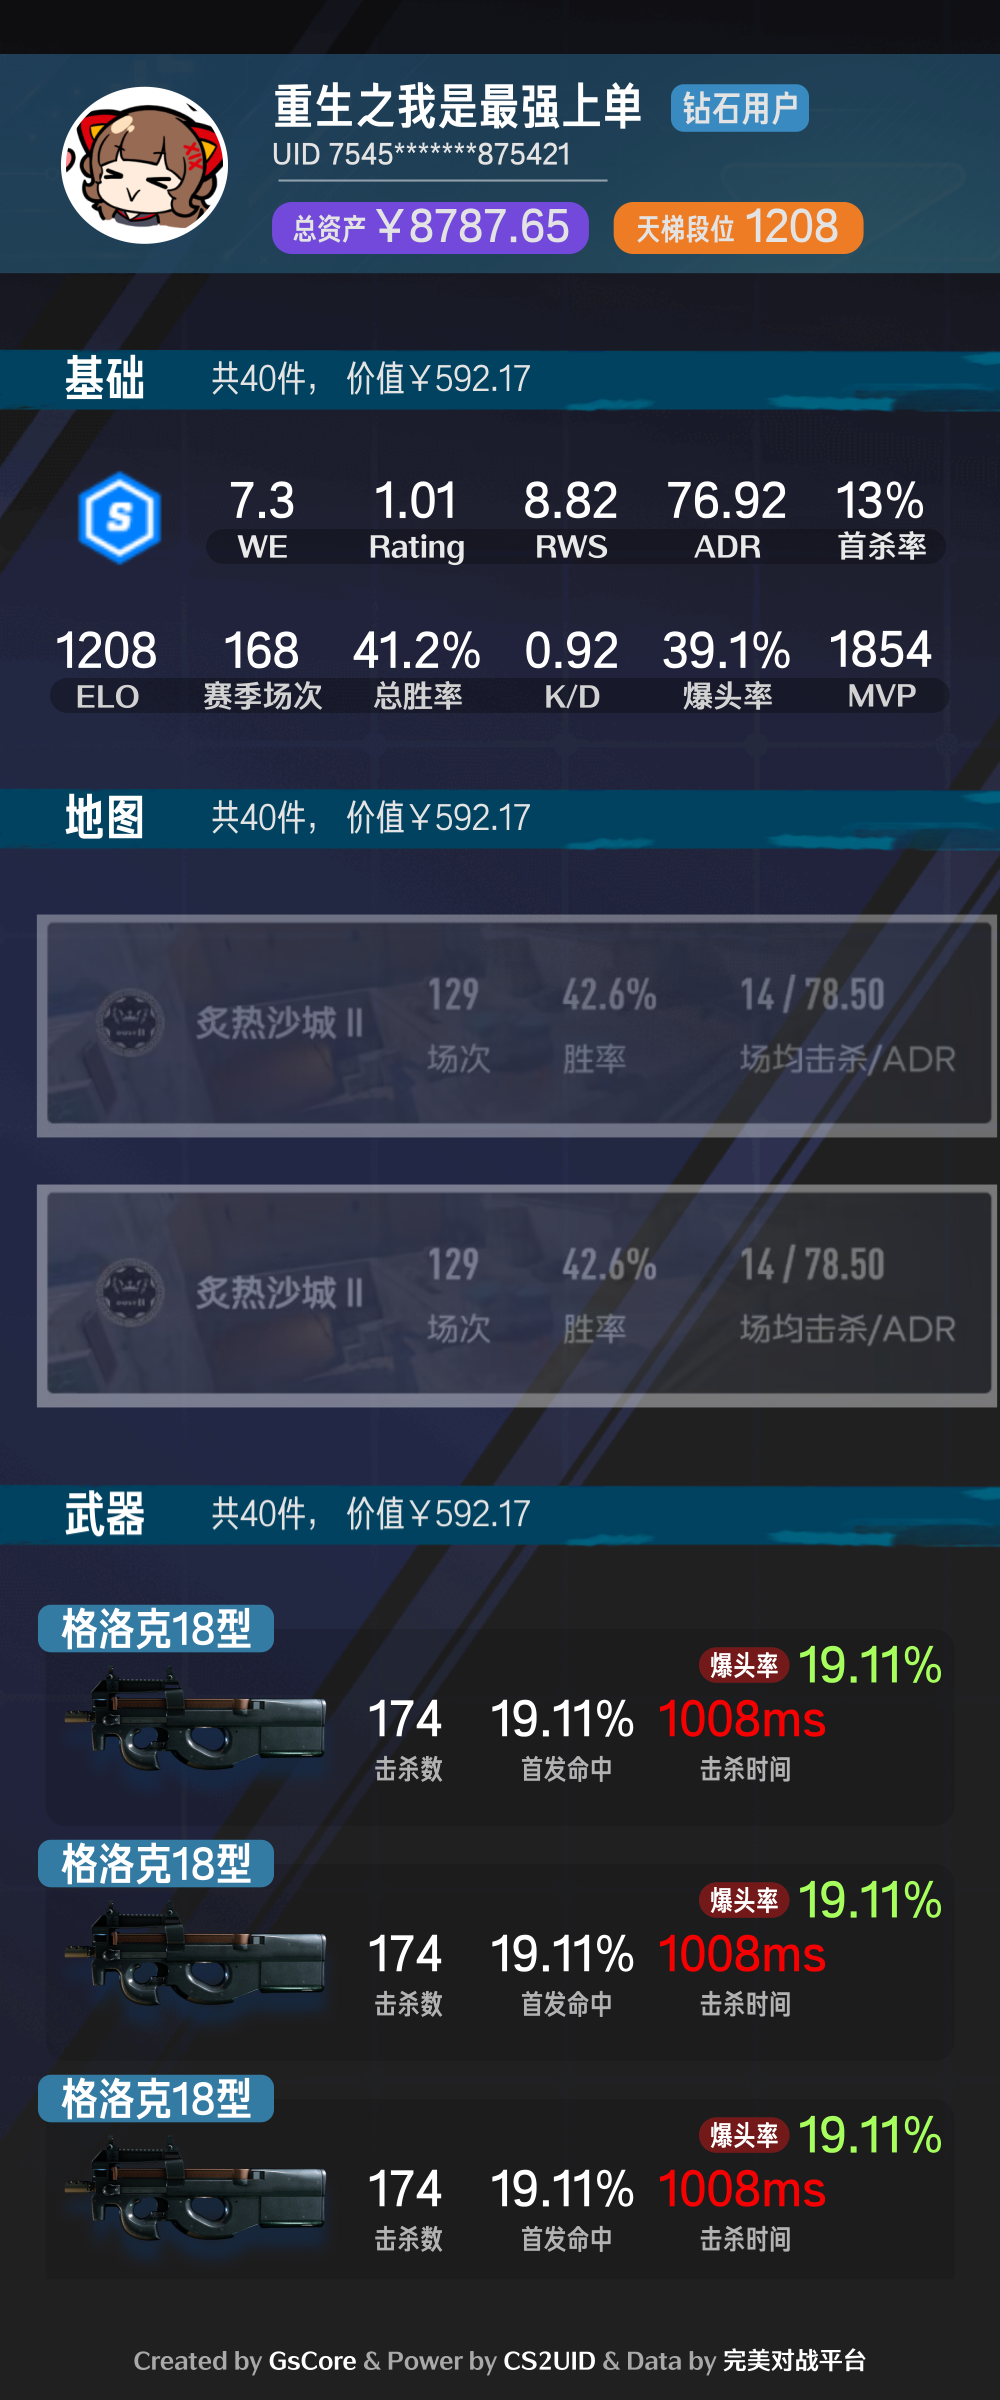 重生之我是最强上单 钻石用户
UID 7545*******875421
总资产 ￥8787.65 天梯段位 1208
基础 共40件， 价值￥592.17
7.3 1.01 8.82 76.92 13%
WE Rating RWS ADR 首杀率
1208 168 41.2% 0.92 39.1% 1854
ELO 赛季场次 总胜率 K/D 爆头率 MVP
地图 共40件， 价值￥592.17
129 42.6% 14 / 78.50
炙热沙城 II
场次 胜率 场均击杀/ADR
129 42.6% 14 / 78.50
炙热沙城 II
场次 胜率 场均击杀/ADR
武器 共40件， 价值￥592.17
格洛克18型
爆头率 19.11%
174 19.11% 1008ms
击杀数 首发命中 击杀时间
格洛克18型
爆头率 19.11%
174 19.11% 1008ms
击杀数 首发命中 击杀时间
格洛克18型
爆头率 19.11%
174 19.11% 1008ms
击杀数 首发命中 击杀时间
Created by GsCore & Power by CS2UID & Data by 完美对战平台